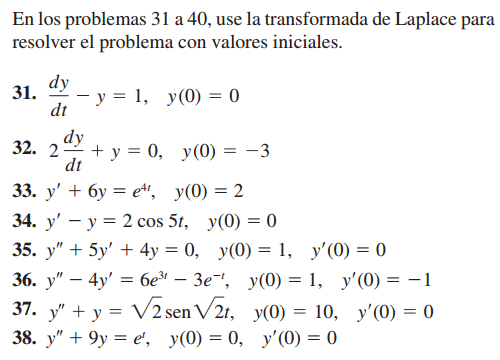 En los problemas 31 a 40, use la transformada de Laplace para
resolver el problema con valores iniciales.
31. dy/dt − y = 1, y(0) = 0
32. 2 dy/dt + y = 0, y(0) = −3
33. y′ + 6y = e⁴ᵗ, y(0) = 2
34. y′ − y = 2 cos 5t, y(0) = 0
35. y″ + 5y′ + 4y = 0, y(0) = 1, y′(0) = 0
36. y″ − 4y′ = 6e³ᵗ − 3e⁻ᵗ, y(0) = 1, y′(0) = −1
37. y″ + y = √2 sen √2t, y(0) = 10, y′(0) = 0
38. y″ + 9y = eᵗ, y(0) = 0, y′(0) = 0